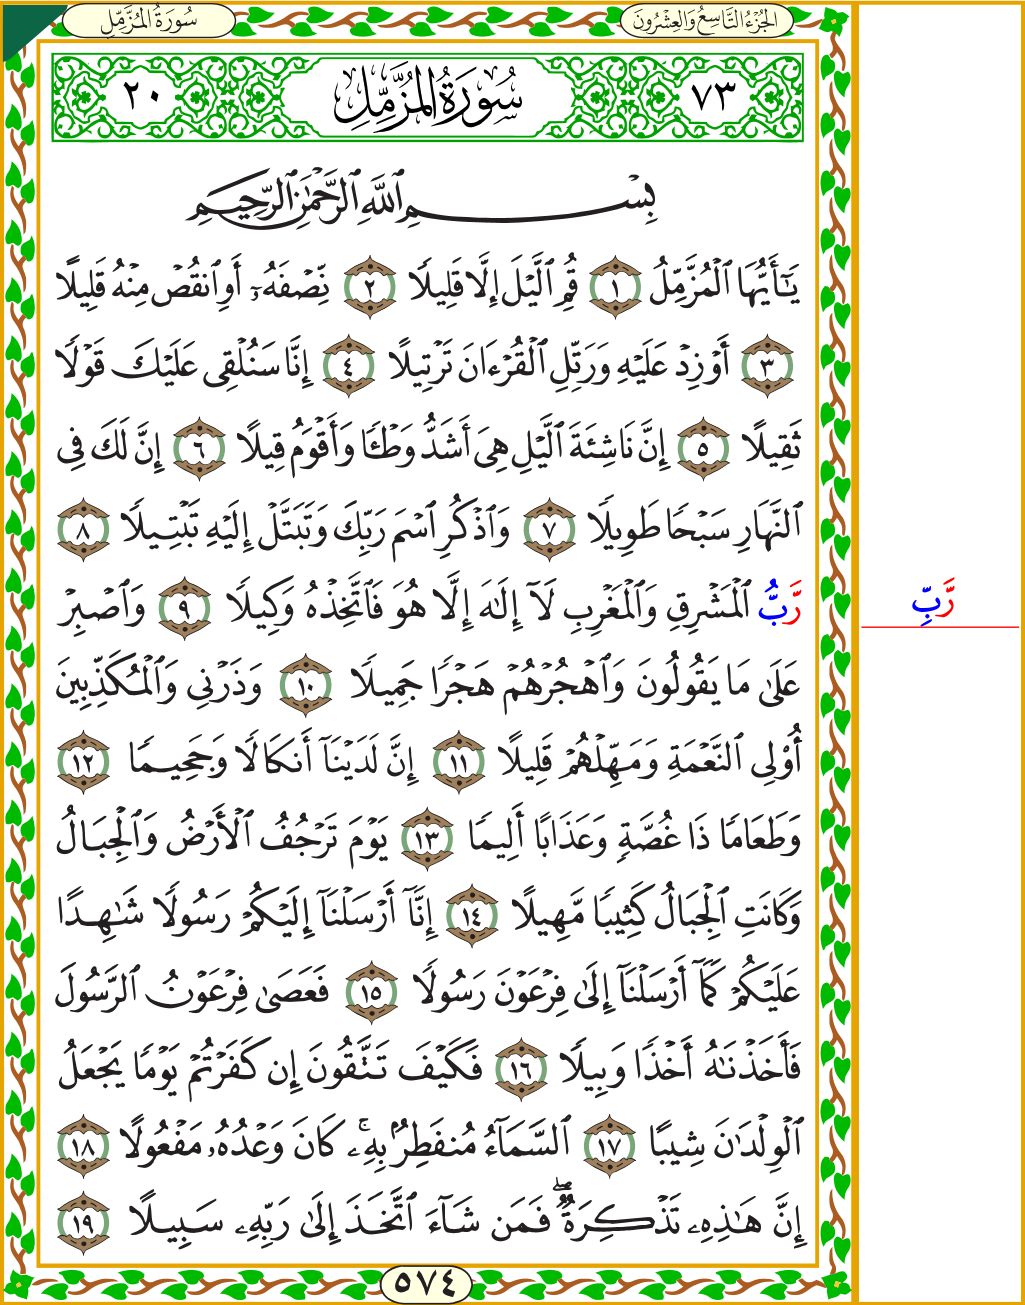 سُورَةُ المُزَّمِّل
الجُزْءُ التَّاسِعُ وَالعِشْرُونَ
٧٣ سُورَةُ المُزَّمِّلِ ٢٠
بِسْمِ ٱللَّهِ ٱلرَّحْمَٰنِ ٱلرَّحِيمِ
يَٰٓأَيُّهَا ٱلْمُزَّمِّلُ ١ قُمِ ٱلَّيْلَ إِلَّا قَلِيلًا ٢ نِّصْفَهُۥٓ أَوِ ٱنقُصْ مِنْهُ قَلِيلًا
٣ أَوْ زِدْ عَلَيْهِ وَرَتِّلِ ٱلْقُرْءَانَ تَرْتِيلًا ٤ إِنَّا سَنُلْقِى عَلَيْكَ قَوْلًا
ثَقِيلًا ٥ إِنَّ نَاشِئَةَ ٱلَّيْلِ هِىَ أَشَدُّ وَطْـًٔا وَأَقْوَمُ قِيلًا ٦ إِنَّ لَكَ فِى
ٱلنَّهَارِ سَبْحًا طَوِيلًا ٧ وَٱذْكُرِ ٱسْمَ رَبِّكَ وَتَبَتَّلْ إِلَيْهِ تَبْتِيلًا ٨
رَّبُّ ٱلْمَشْرِقِ وَٱلْمَغْرِبِ لَآ إِلَٰهَ إِلَّا هُوَ فَٱتَّخِذْهُ وَكِيلًا ٩ وَٱصْبِرْ
رَّبِّ
عَلَىٰ مَا يَقُولُونَ وَٱهْجُرْهُمْ هَجْرًا جَمِيلًا ١٠ وَذَرْنِى وَٱلْمُكَذِّبِينَ
أُو۟لِى ٱلنَّعْمَةِ وَمَهِّلْهُمْ قَلِيلًا ١١ إِنَّ لَدَيْنَآ أَنكَالًا وَجَحِيمًا ١٢
وَطَعَامًا ذَا غُصَّةٍ وَعَذَابًا أَلِيمًا ١٣ يَوْمَ تَرْجُفُ ٱلْأَرْضُ وَٱلْجِبَالُ
وَكَانَتِ ٱلْجِبَالُ كَثِيبًا مَّهِيلًا ١٤ إِنَّآ أَرْسَلْنَآ إِلَيْكُمْ رَسُولًا شَٰهِدًا
عَلَيْكُمْ كَمَآ أَرْسَلْنَآ إِلَىٰ فِرْعَوْنَ رَسُولًا ١٥ فَعَصَىٰ فِرْعَوْنُ ٱلرَّسُولَ
فَأَخَذْنَٰهُ أَخْذًا وَبِيلًا ١٦ فَكَيْفَ تَتَّقُونَ إِن كَفَرْتُمْ يَوْمًا يَجْعَلُ
ٱلْوِلْدَٰنَ شِيبًا ١٧ ٱلسَّمَآءُ مُنفَطِرٌۢ بِهِۦ ۚ كَانَ وَعْدُهُۥ مَفْعُولًا ١٨
إِنَّ هَٰذِهِۦ تَذْكِرَةٌ ۖ فَمَن شَآءَ ٱتَّخَذَ إِلَىٰ رَبِّهِۦ سَبِيلًا ١٩
٥٧٤